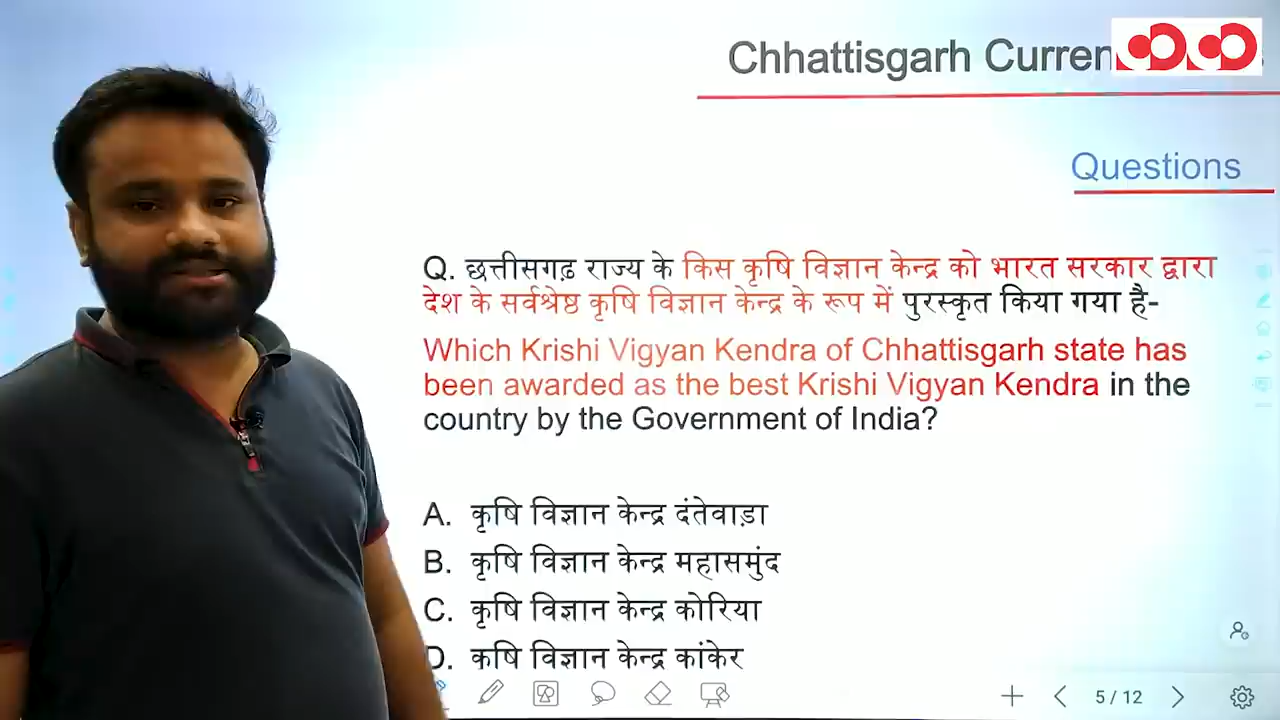 Chhattisgarh Curren
Questions
Q. छत्तीसगढ़ राज्य के किस कृषि विज्ञान केन्द्र को भारत सरकार द्वारा
देश के सर्वश्रेष्ठ कृषि विज्ञान केन्द्र के रूप में पुरस्कृत किया गया है-
Which Krishi Vigyan Kendra of Chhattisgarh state has
been awarded as the best Krishi Vigyan Kendra in the
country by the Government of India?
A. कृषि विज्ञान केन्द्र दंतेवाड़ा
B. कृषि विज्ञान केन्द्र महासमुंद
C. कृषि विज्ञान केन्द्र कोरिया
D. कृषि विज्ञान केन्द्र कांकेर
5 / 12